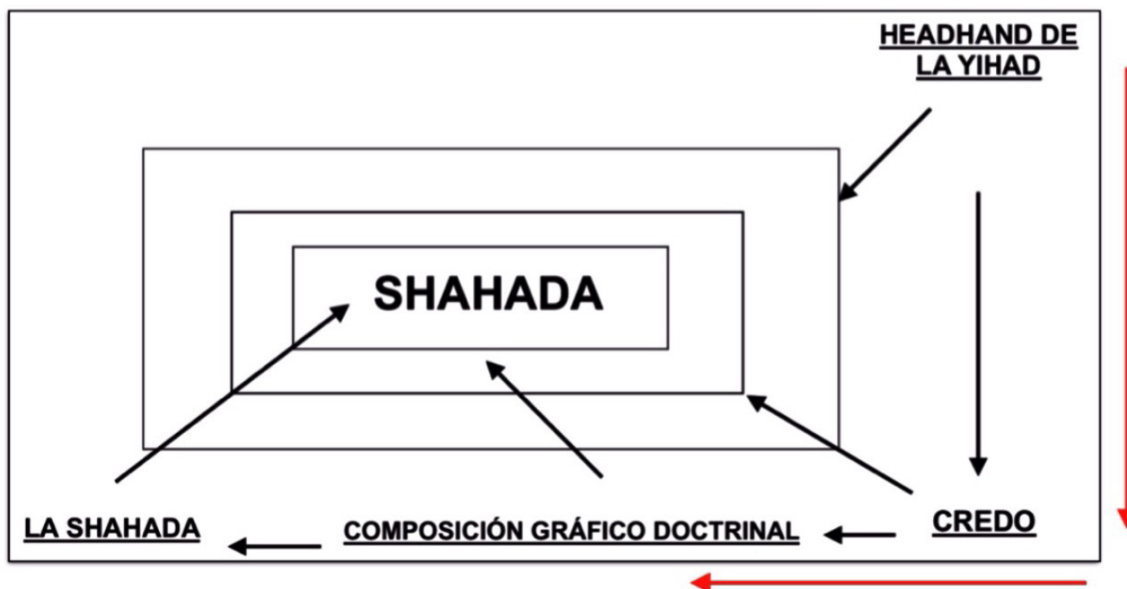 HEADHAND DE
LA YIHAD
SHAHADA
LA SHAHADA
COMPOSICIÓN GRÁFICO DOCTRINAL
CREDO